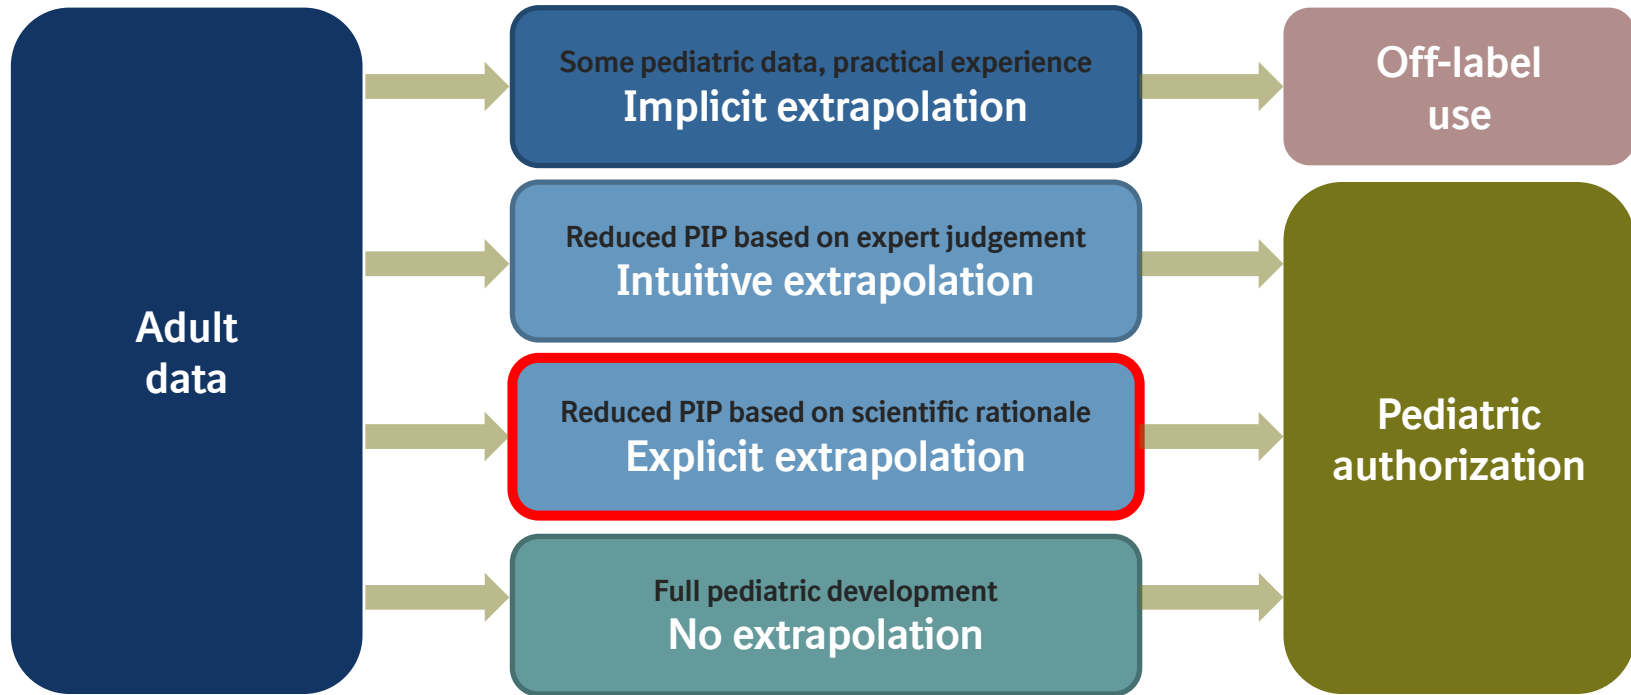 Adult
data
Some pediatric data, practical experience
Implicit extrapolation
Reduced PIP based on expert judgement
Intuitive extrapolation
Reduced PIP based on scientific rationale
Explicit extrapolation
Full pediatric development
No extrapolation
Off-label
use
Pediatric
authorization